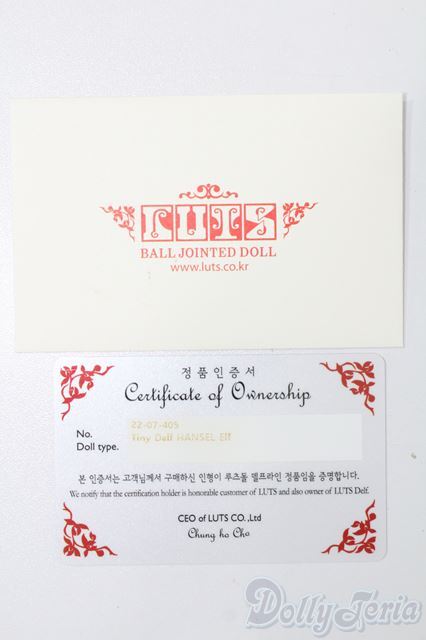 LUTS
BALL JOINTED DOLL
www.luts.co.kr
정품인증서
Certificate of Ownership
No. 22-07-405
Doll type. Tiny Delf HANSEL Elf
본 인증서는 고객님께서 구매하신 인형이 루츠돌 델프라인 정품임을 증명합니다.
We notify that the certification holder is honorable customer of LUTS and also owner of LUTS Delf.
CEO of LUTS CO.,Ltd
Chung ho Cho
DollyTeria